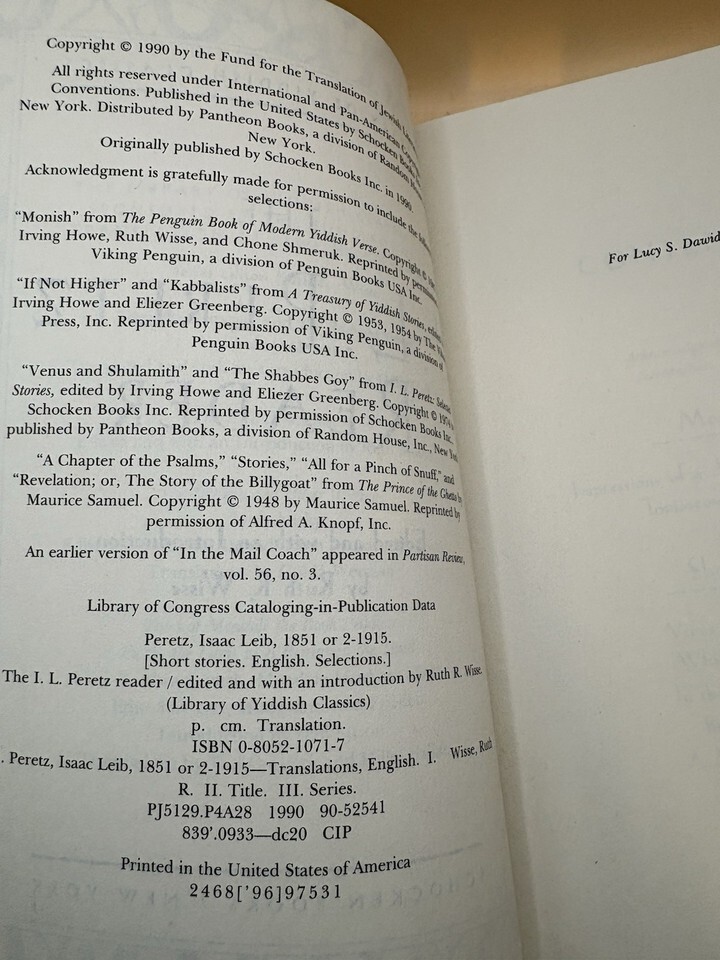 Copyright © 1990 by the Fund for the Translation of Jewish
All rights reserved under International and Pan-American
Conventions. Published in the United States by Schocken Books
New York. Distributed by Pantheon Books, a division of Random
New York.
Originally published by Schocken Books Inc. in 1990.
Acknowledgment is gratefully made for permission to include the
selections:
“Monish” from The Penguin Book of Modern Yiddish Verse. Copyright ©
Irving Howe, Ruth Wisse, and Chone Shmeruk. Reprinted by permission
Viking Penguin, a division of Penguin Books USA Inc.
“If Not Higher” and “Kabbalists” from A Treasury of Yiddish Stories,
Irving Howe and Eliezer Greenberg. Copyright © 1953, 1954 by The
Press, Inc. Reprinted by permission of Viking Penguin, a division of
Penguin Books USA Inc.
“Venus and Shulamith” and “The Shabbes Goy” from I. L. Peretz:
Stories, edited by Irving Howe and Eliezer Greenberg. Copyright © 1974
Schocken Books Inc. Reprinted by permission of Schocken Books Inc.,
published by Pantheon Books, a division of Random House, Inc., New
“A Chapter of the Psalms,” “Stories,” “All for a Pinch of Snuff,” and
“Revelation; or, The Story of the Billygoat” from The Prince of the Ghetto by
Maurice Samuel. Copyright © 1948 by Maurice Samuel. Reprinted by
permission of Alfred A. Knopf, Inc.
An earlier version of “In the Mail Coach” appeared in Partisan Review,
vol. 56, no. 3.
Library of Congress Cataloging-in-Publication Data
Peretz, Isaac Leib, 1851 or 2-1915.
[Short stories. English. Selections.]
The I. L. Peretz reader / edited and with an introduction by Ruth R. Wisse.
(Library of Yiddish Classics)
p. cm. Translation.
ISBN 0-8052-1071-7
. Peretz, Isaac Leib, 1851 or 2-1915—Translations, English. I. Wisse, Ruth
R. II. Title. III. Series.
PJ5129.P4A28 1990 90-52541
839'.0933—dc20 CIP
Printed in the United States of America
2468['96]97531
For Lucy S. Dawid